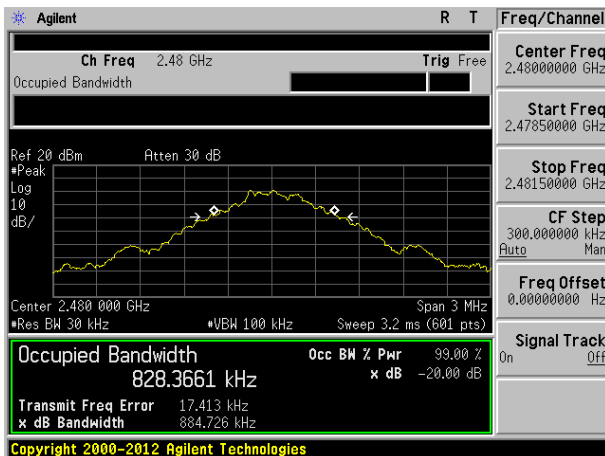 Agilent R T
Freq/Channel
Ch Freq 2.48 GHz Trig Free
Occupied Bandwidth
Center Freq
2.48000000 GHz
Start Freq
2.47850000 GHz
Stop Freq
2.48150000 GHz
CF Step
300.000000 kHz
Auto Man
Freq Offset
0.00000000 Hz
Signal Track
On Off
Ref 20 dBm Atten 30 dB
#Peak
Log
10
dB/
Center 2.480 000 GHz Span 3 MHz
#Res BW 30 kHz #VBW 100 kHz Sweep 3.2 ms (601 pts)
Occupied Bandwidth Occ BW % Pwr 99.00 %
828.3661 kHz x dB -20.00 dB
Transmit Freq Error 17.413 kHz
x dB Bandwidth 884.726 kHz
Copyright 2000-2012 Agilent Technologies